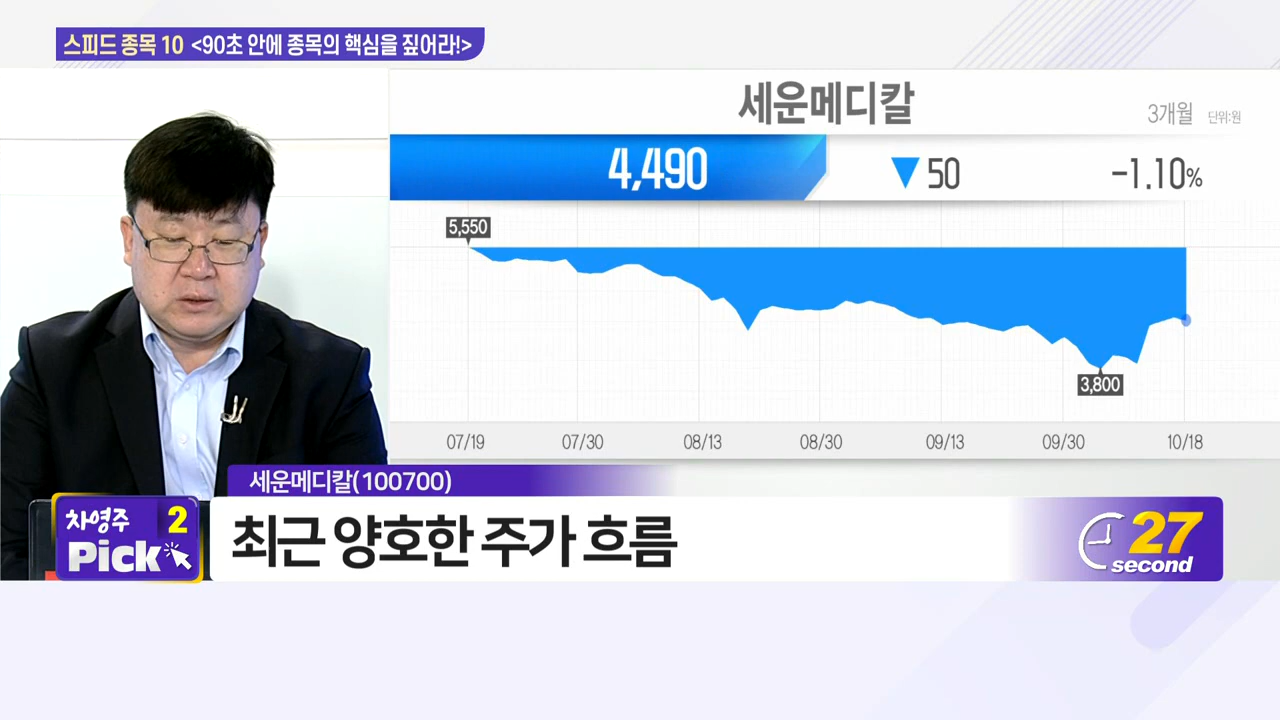 스피드 종목 10 <90초 안에 종목의 핵심을 짚어라!>
세운메디칼
3개월 단위:원
4,490 ▼50 -1.10%
5,550
3,800
07/19 07/30 08/13 08/30 09/13 09/30 10/18
세운메디칼(100700)
차영주 2
Pick
최근 양호한 주가 흐름
27
second